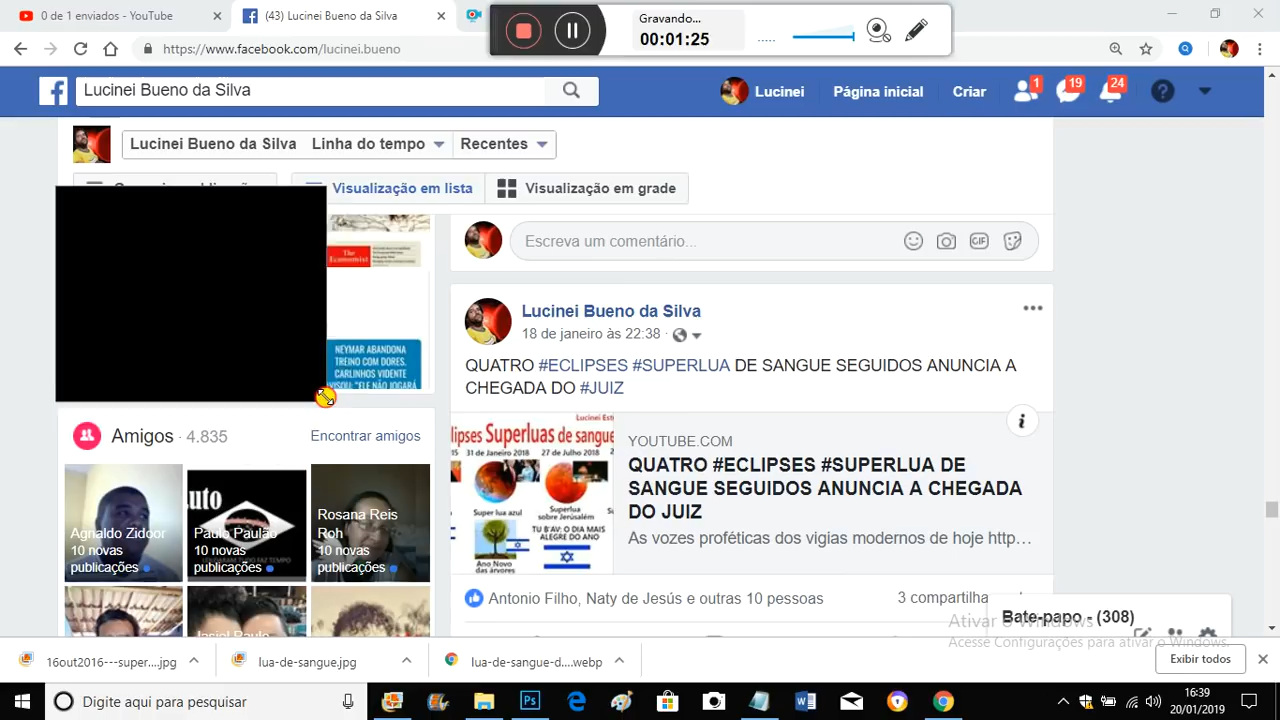 0 de 1 enviados - YouTube
(43) Lucinei Bueno da Silva
Gravando...
00:01:25
https://www.facebook.com/lucinei.bueno
Lucinei Bueno da Silva
Lucinei
Página inicial
Criar
1
19
24
Lucinei Bueno da Silva
Linha do tempo
Recentes
Visualização em lista
Visualização em grade
The Economist
Escreva um comentário...
GIF
Lucinei Bueno da Silva
18 de janeiro às 22:38
NEYMAR ABANDONA
TREINO COM DORES.
CARLINHOS VIDENTE
QUATRO #ECLIPSES #SUPERLUA DE SANGUE SEGUIDOS ANUNCIA A
CHEGADA DO #JUIZ
lipses Superluas de sangue
31 de Janeiro 2018
27 de Julho 2018
Super lua azul
Super lua
sobre Jerusalém
TU B'AV: O DIA MAIS
ALEGRE DO ANO
Ano Novo
das árvores
YOUTUBE.COM
QUATRO #ECLIPSES #SUPERLUA DE
SANGUE SEGUIDOS ANUNCIA A CHEGADA
DO JUIZ
As vozes proféticas dos vigias modernos de hoje http...
Amigos · 4.835
Encontrar amigos
Agnaldo Zidoor
10 novas
publicações
Paulo Paulão
10 novas
publicações
Rosana Reis
Roh
10 novas
publicações
Antonio Filho, Naty de Jesús e outras 10 pessoas
3 compartilha
Bate-papo - (308)
Ativar o Windows
Acesse Configurações para ativar o Windows.
Jasiel Paulo
16out2016---super....jpg
lua-de-sangue.jpg
lua-de-sangue-d....webp
Exibir todos
Digite aqui para pesquisar
16:39
20/01/2019